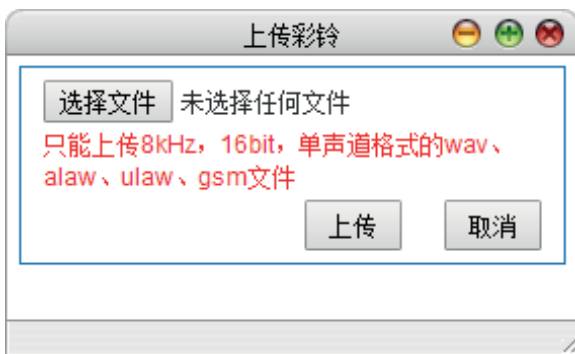 上传彩铃
选择文件 未选择任何文件
只能上传8kHz，16bit，单声道格式的wav、
alaw、ulaw、gsm文件
上传 取消